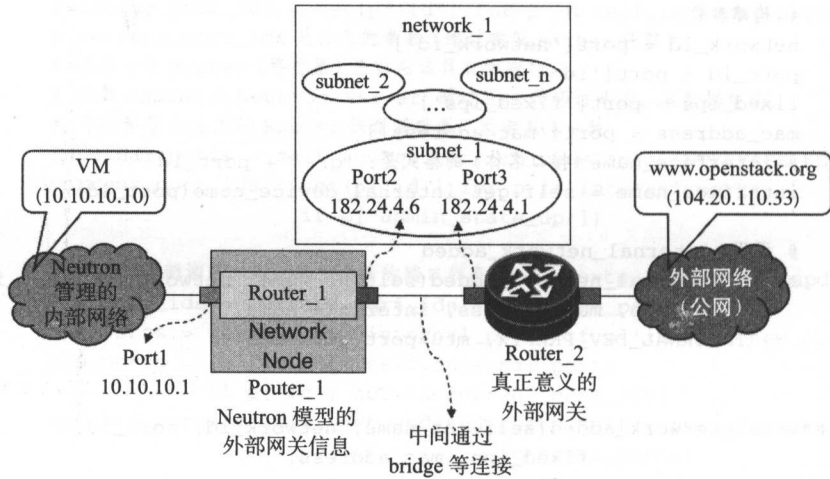 network_1
subnet_2
subnet_n
....
subnet_1
Port2
Port3
182.24.4.6
182.24.4.1
VM
(10.10.10.10)
www.openstack.org
(104.20.110.33)
Neutron
管理的
内部网络
Router_1
Network
Node
外部网络
（公网）
Port1
10.10.10.1
Pouter_1
Neutron 模型的
外部网关信息
Router_2
真正意义的
外部网关
中间通过
bridge 等连接